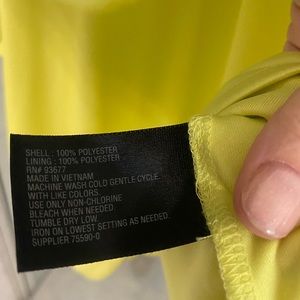 SHELL: 100% POLYESTER
LINING: 100% POLYESTER
RN# 93677
MADE IN VIETNAM
MACHINE WASH COLD GENTLE CYCLE.
WITH LIKE COLORS
USE ONLY NON-CHLORINE
BLEACH WHEN NEEDED
TUMBLE DRY LOW.
IRON ON LOWEST SETTING AS NEEDED.
SUPPLIER 75590-0